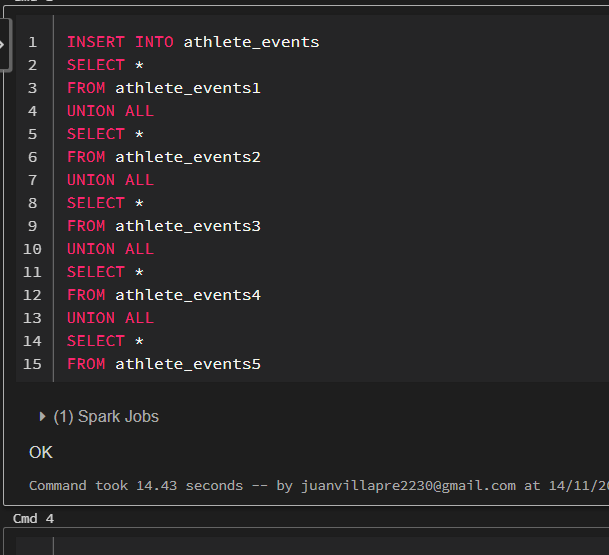 1 INSERT INTO athlete_events
2 SELECT *
3 FROM athlete_events1
4 UNION ALL
5 SELECT *
6 FROM athlete_events2
7 UNION ALL
8 SELECT *
9 FROM athlete_events3
10 UNION ALL
11 SELECT *
12 FROM athlete_events4
13 UNION ALL
14 SELECT *
15 FROM athlete_events5
(1) Spark Jobs
OK
Command took 14.43 seconds -- by juanvillapre2230@gmail.com at 14/11/20
Cmd 4